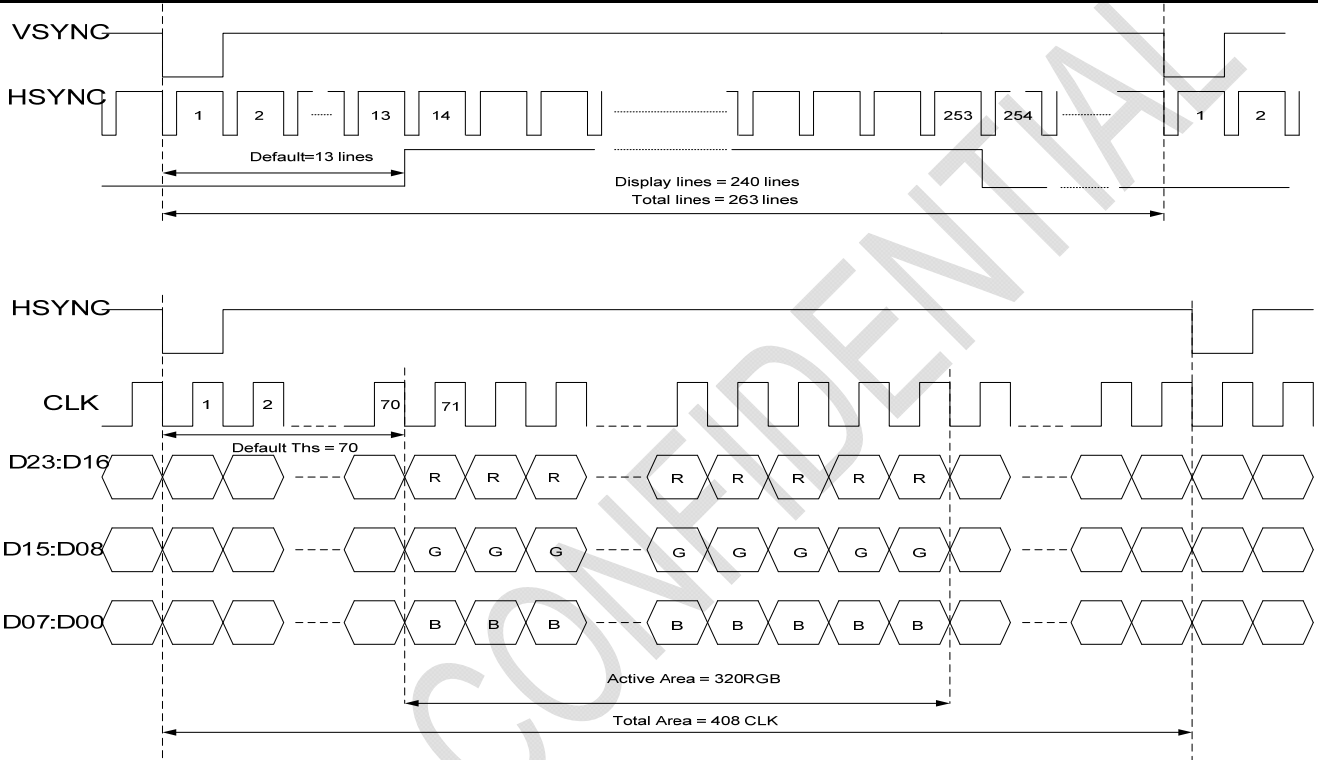 VSYNC
HSYNC
1 2 13 14 253 254 1 2
Default=13 lines
Display lines = 240 lines
Total lines = 263 lines
HSYNC
CLK
1 2 70 71
Default Ths = 70
D23:D16
R R R R R R R R
D15:D08
G G G G G G G G
D07:D00
B B B B B B B B
Active Area = 320RGB
Total Area = 408 CLK
CONFIDENTIAL